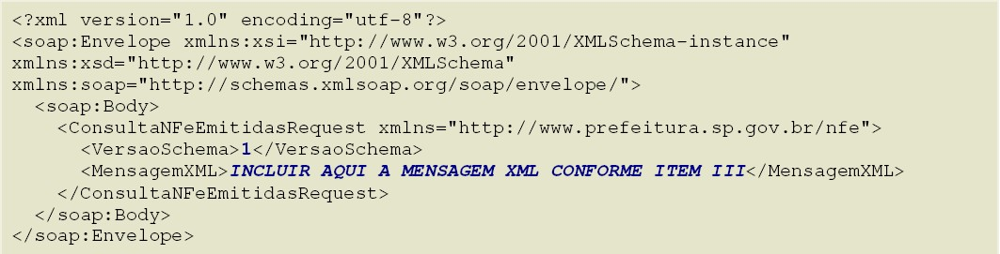 <?xml version="1.0" encoding="utf-8"?>
<soap:Envelope xmlns:xsi="http://www.w3.org/2001/XMLSchema-instance"
xmlns:xsd="http://www.w3.org/2001/XMLSchema"
xmlns:soap="http://schemas.xmlsoap.org/soap/envelope/">
  <soap:Body>
    <ConsultaNFeEmitidasRequest xmlns="http://www.prefeitura.sp.gov.br/nfe">
      <VersaoSchema>1</VersaoSchema>
      <MensagemXML>INCLUIR AQUI A MENSAGEM XML CONFORME ITEM III</MensagemXML>
    </ConsultaNFeEmitidasRequest>
  </soap:Body>
</soap:Envelope>